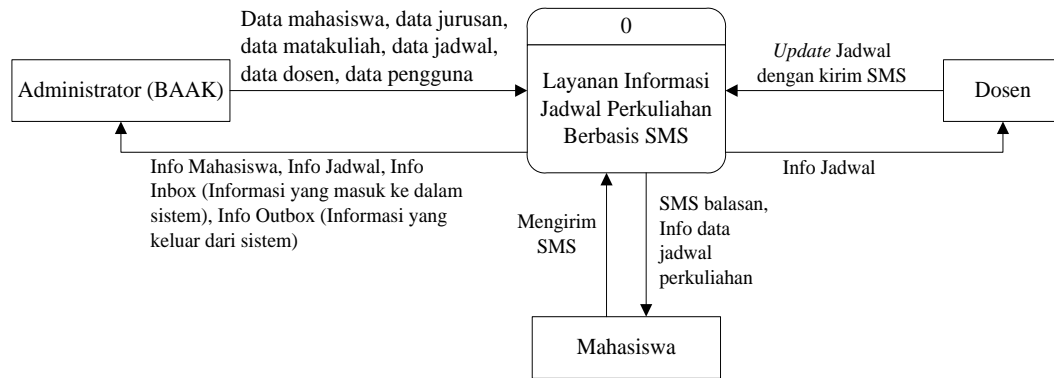 Data mahasiswa, data jurusan,
data matakuliah, data jadwal,
data dosen, data pengguna
0
Update Jadwal
dengan kirim SMS
Administrator (BAAK)
Layanan Informasi
Jadwal Perkuliahan
Berbasis SMS
Dosen
Info Mahasiswa, Info Jadwal, Info
Inbox (Informasi yang masuk ke dalam
sistem), Info Outbox (Informasi yang
keluar dari sistem)
Info Jadwal
Mengirim
SMS
SMS balasan,
Info data
jadwal
perkuliahan
Mahasiswa